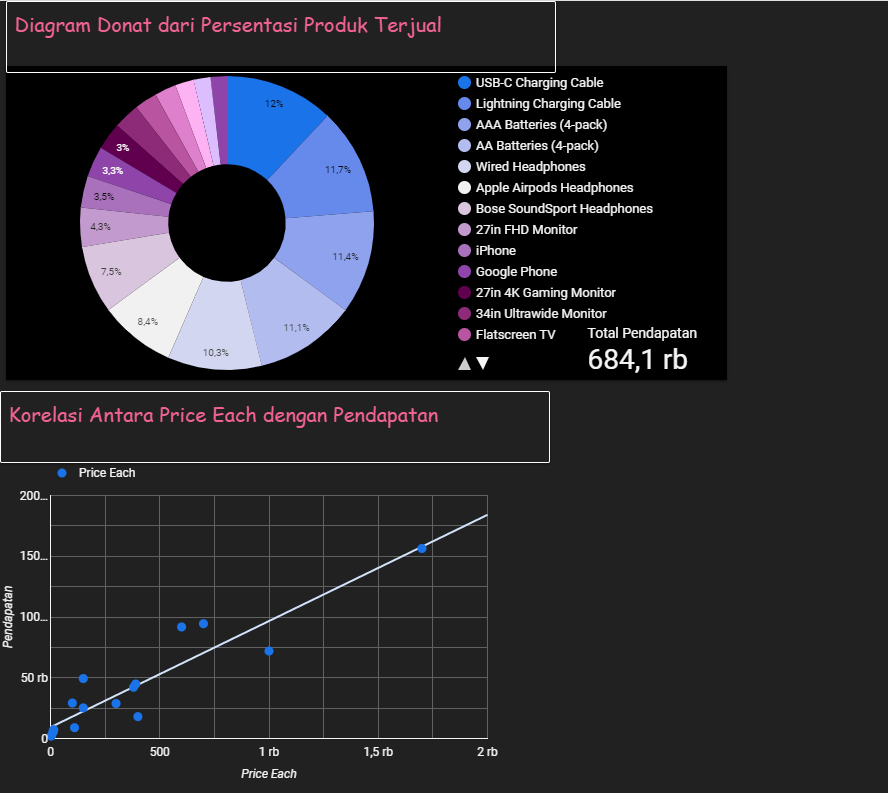 Diagram Donat dari Persentasi Produk Terjual
12%
11,7%
11,4%
11,1%
10,3%
8,4%
7,5%
4,3%
3,5%
3,3%
3%
USB-C Charging Cable
Lightning Charging Cable
AAA Batteries (4-pack)
AA Batteries (4-pack)
Wired Headphones
Apple Airpods Headphones
Bose SoundSport Headphones
27in FHD Monitor
iPhone
Google Phone
27in 4K Gaming Monitor
34in Ultrawide Monitor
Flatscreen TV
Total Pendapatan
684,1 rb
Korelasi Antara Price Each dengan Pendapatan
Price Each
200...
150...
100...
50 rb
0
Pendapatan
0 500 1 rb 1,5 rb 2 rb
Price Each